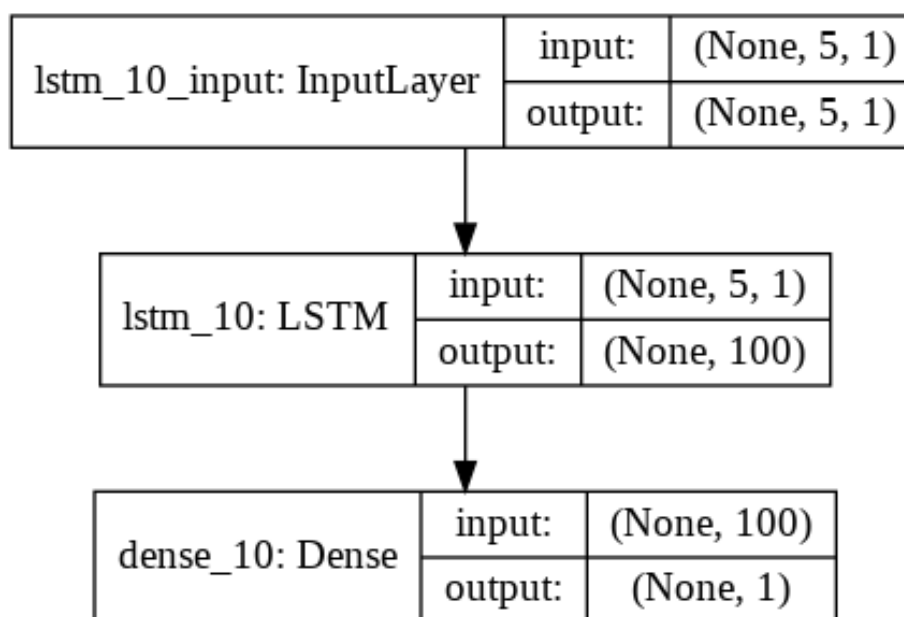 lstm_10_input: InputLayer
input:
(None, 5, 1)
output:
(None, 5, 1)
lstm_10: LSTM
input:
(None, 5, 1)
output:
(None, 100)
dense_10: Dense
input:
(None, 100)
output:
(None, 1)